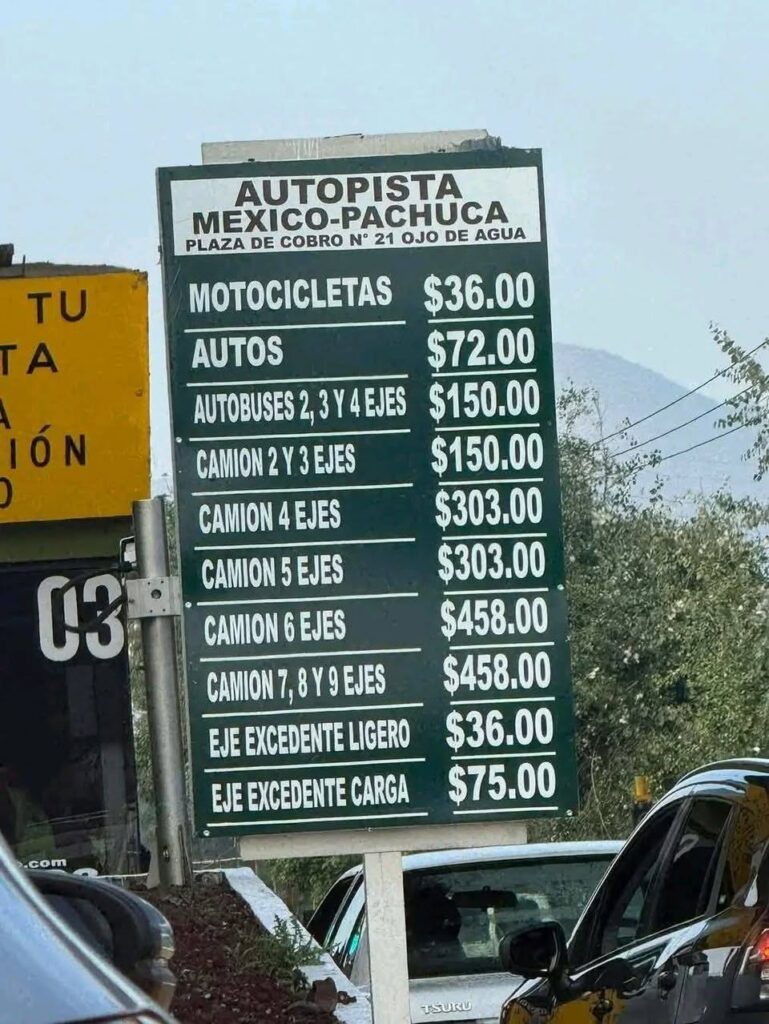 AUTOPISTA
MEXICO-PACHUCA
PLAZA DE COBRO N° 21 OJO DE AGUA
MOTOCICLETAS $36.00
AUTOS $72.00
AUTOBUSES 2, 3 Y 4 EJES $150.00
CAMION 2 Y 3 EJES $150.00
CAMION 4 EJES $303.00
CAMION 5 EJES $303.00
CAMION 6 EJES $458.00
CAMION 7, 8 Y 9 EJES $458.00
EJE EXCEDENTE LIGERO $36.00
EJE EXCEDENTE CARGA $75.00
TU
TA
A
IÓN
O
03
.com
TSURU